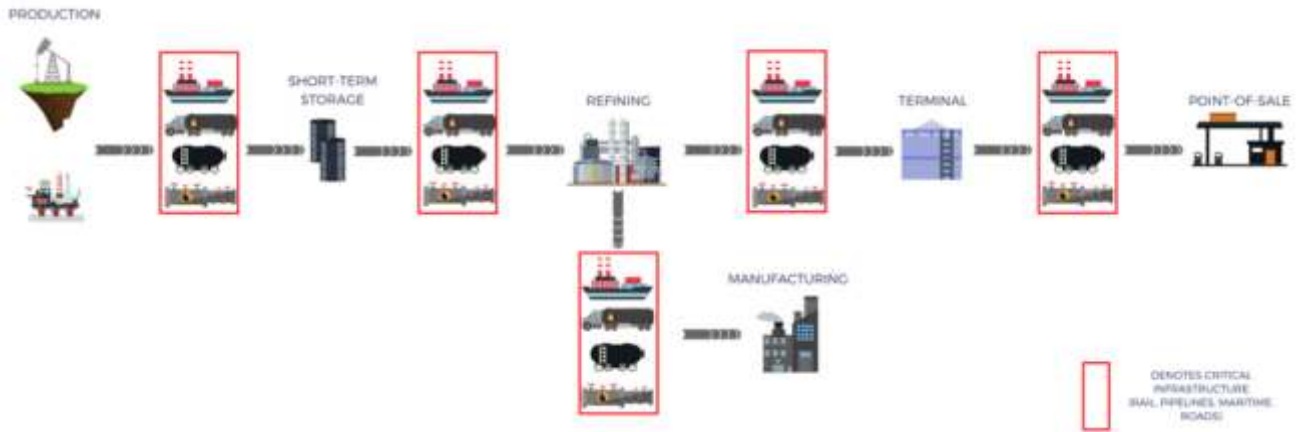 PRODUCTION
SHORT-TERM
STORAGE
REFINING
TERMINAL
POINT-OF-SALE
MANUFACTURING
DENOTES CRITICAL
INFRASTRUCTURE
(RAIL, PIPELINES, MARITIME,
ROADS)